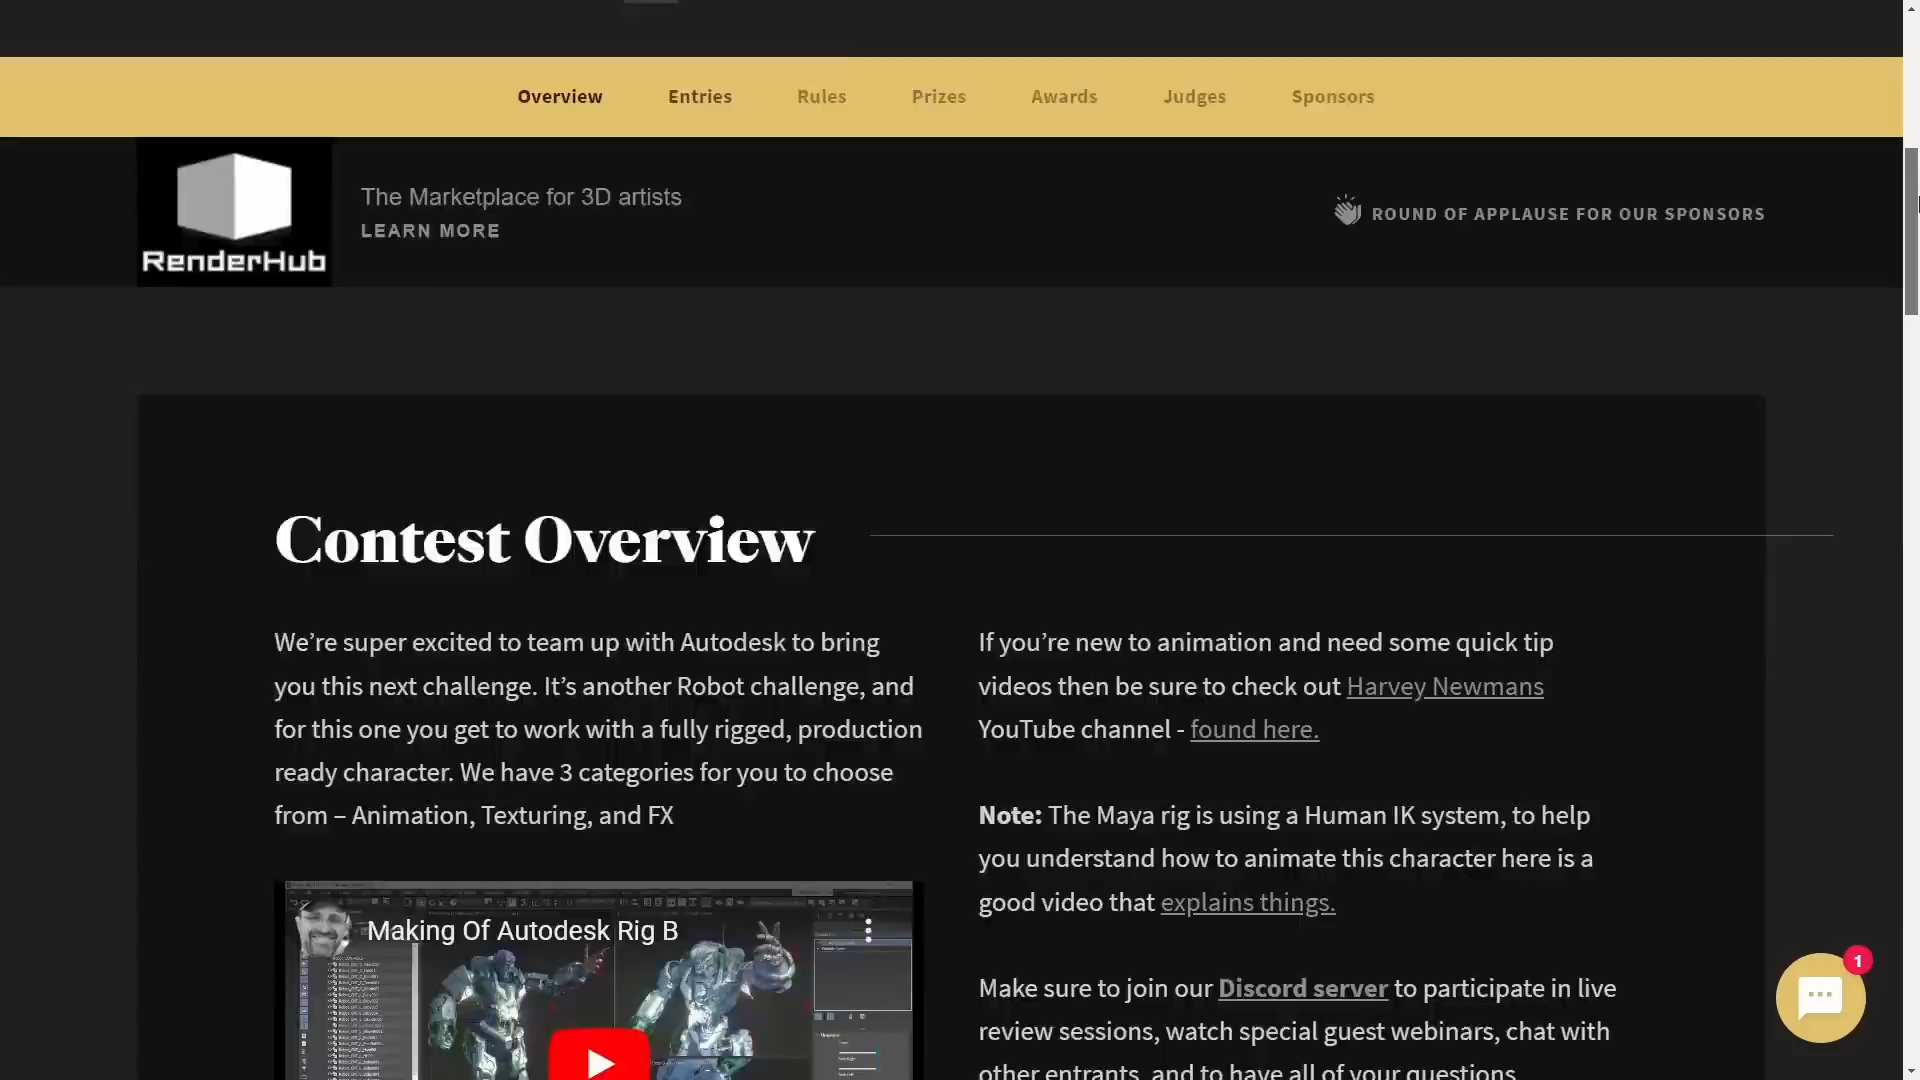 Overview Entries Rules Prizes Awards Judges Sponsors
RenderHub
The Marketplace for 3D artists
LEARN MORE
ROUND OF APPLAUSE FOR OUR SPONSORS
Contest Overview
We’re super excited to team up with Autodesk to bring
you this next challenge. It’s another Robot challenge, and
for this one you get to work with a fully rigged, production
ready character. We have 3 categories for you to choose
from – Animation, Texturing, and FX
Making Of Autodesk Rig B
If you’re new to animation and need some quick tip
videos then be sure to check out Harvey Newmans
YouTube channel - found here.
Note: The Maya rig is using a Human IK system, to help
you understand how to animate this character here is a
good video that explains things.
Make sure to join our Discord server to participate in live
review sessions, watch special guest webinars, chat with
other entrants, and to have all of your questions
1